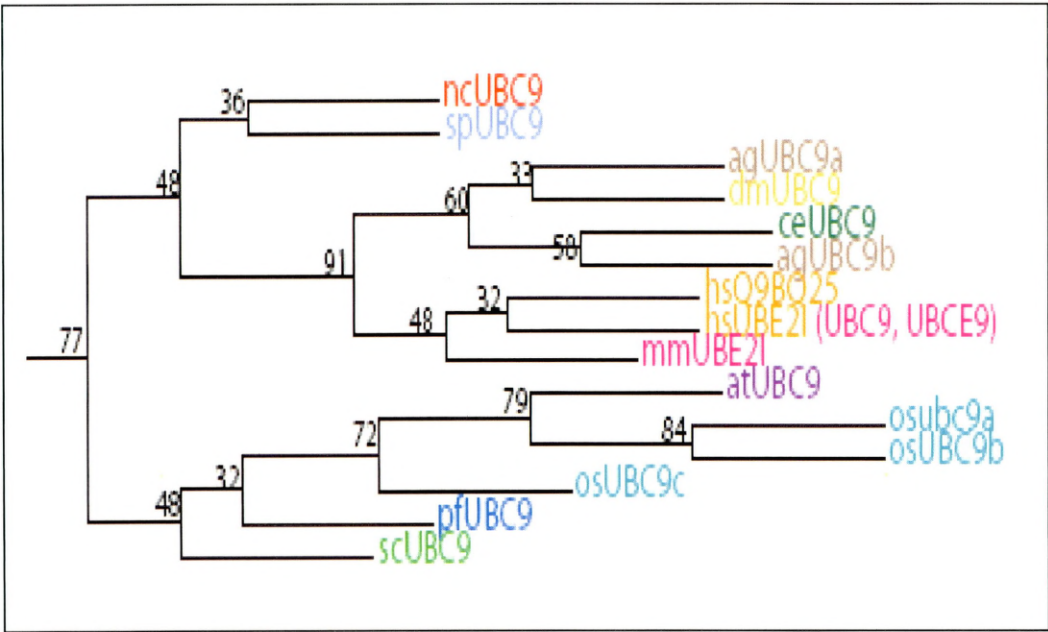 36
ncUBC9
spUBC9
48
33
agUBC9a
dmUBC9
60
ceUBC9
50
agUBC9b
91
hsQ9BQ25
32
hsUBE2I (UBC9, UBCE9)
48
mmUBE2I
77
atUBC9
79
osubc9a
84
osUBC9b
72
osUBC9c
32
pfUBC9
48
scUBC9